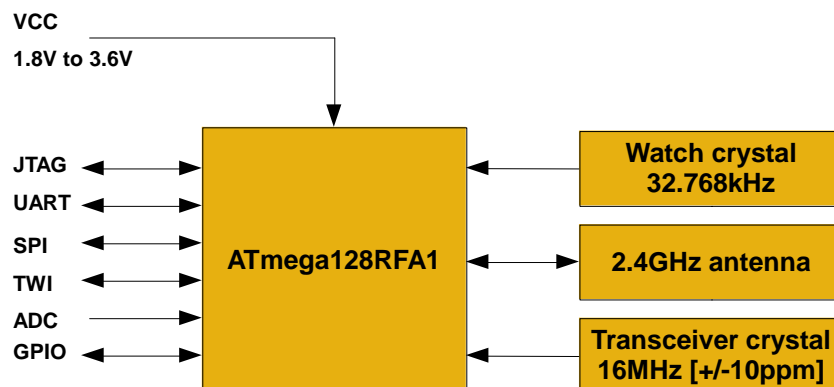 VCC
1.8V to 3.6V
JTAG
UART
SPI
TWI
ADC
GPIO
ATmega128RFA1
Watch crystal
32.768kHz
2.4GHz antenna
Transceiver crystal
16MHz [+/-10ppm]